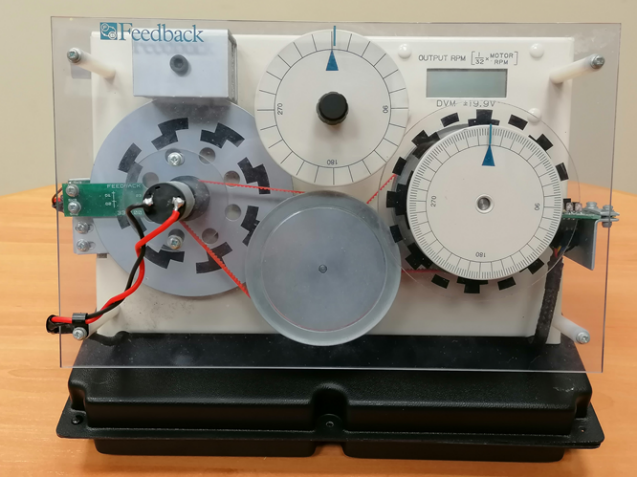 Feedback
OUTPUT RPM [1/32 × MOTOR RPM]
DVM ±19.9V
270
90
180
270
90
180